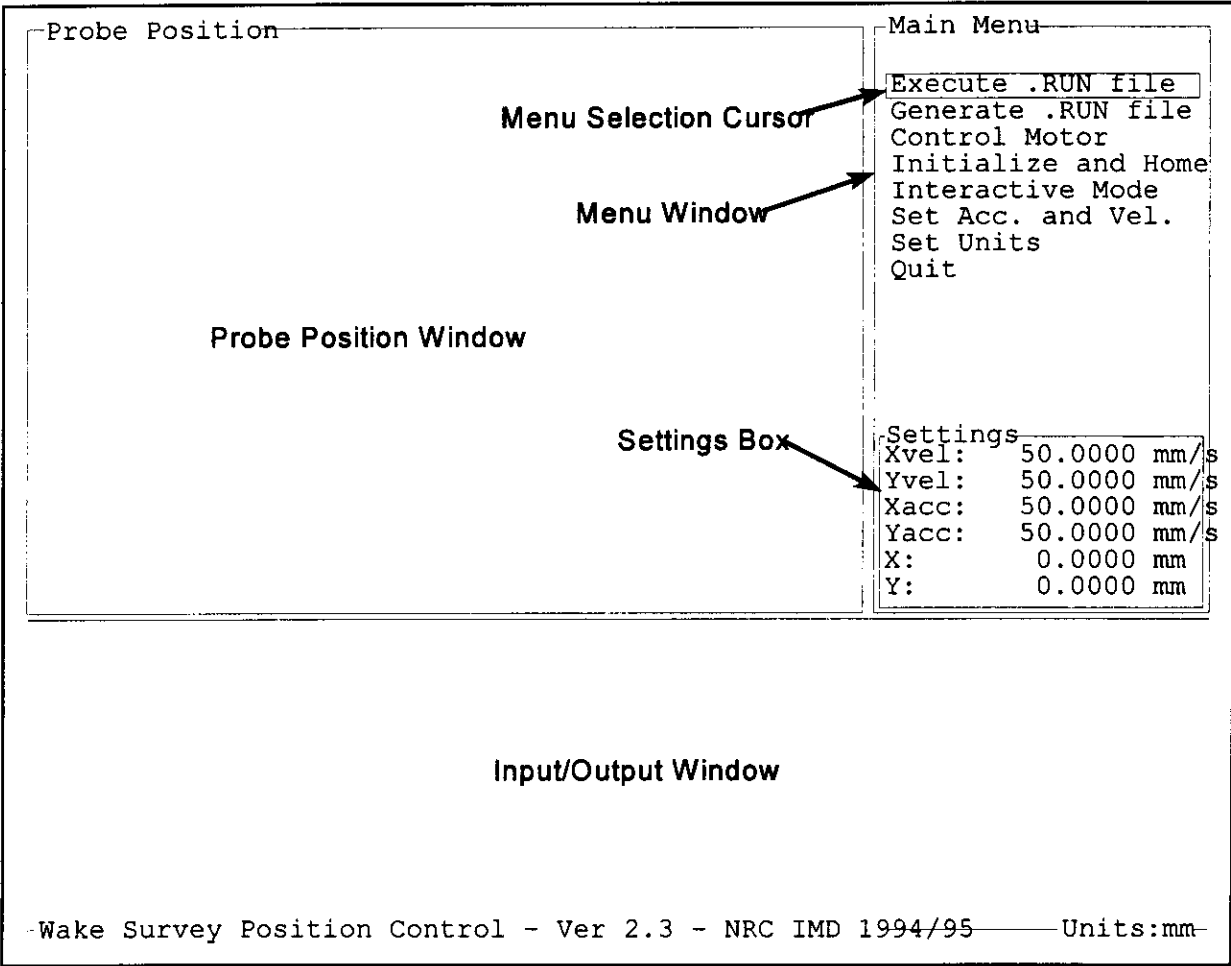 Probe Position
Main Menu
Execute .RUN file
Generate .RUN file
Control Motor
Initialize and Home
Interactive Mode
Set Acc. and Vel.
Set Units
Quit
Menu Selection Cursor
Menu Window
Probe Position Window
Settings Box
Settings
Xvel: 50.0000 mm/s
Yvel: 50.0000 mm/s
Xacc: 50.0000 mm/s
Yacc: 50.0000 mm/s
X: 0.0000 mm
Y: 0.0000 mm
Input/Output Window
Wake Survey Position Control - Ver 2.3 - NRC IMD 1994/95 Units:mm